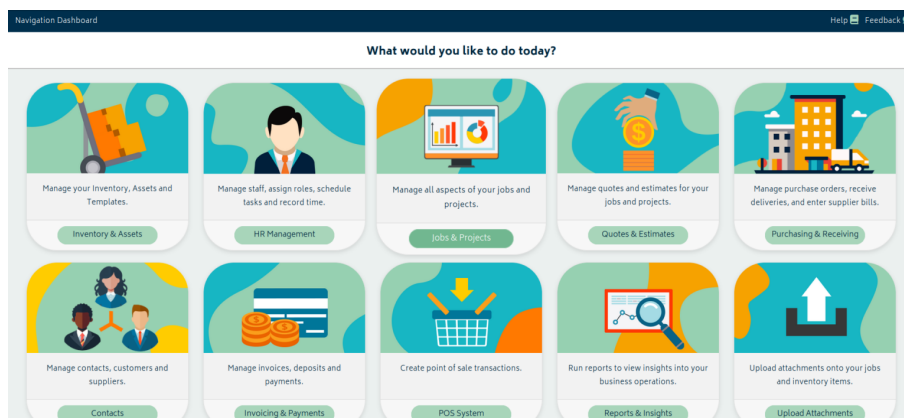 Navigation Dashboard
Help
Feedback
What would you like to do today?
Manage your Inventory, Assets and
Templates.
Inventory & Assets
Manage staff, assign roles, schedule
tasks and record time.
HR Management
Manage all aspects of your jobs and
projects.
Jobs & Projects
Manage quotes and estimates for your
jobs and projects.
Quotes & Estimates
Manage purchase orders, receive
deliveries, and enter supplier bills.
Purchasing & Receiving
Manage contacts, customers and
suppliers.
Contacts
Manage invoices, deposits and
payments.
Invoicing & Payments
Create point of sale transactions.
POS System
Run reports to view insights into your
business operations.
Reports & Insights
Upload attachments onto your jobs
and inventory items.
Upload Attachments